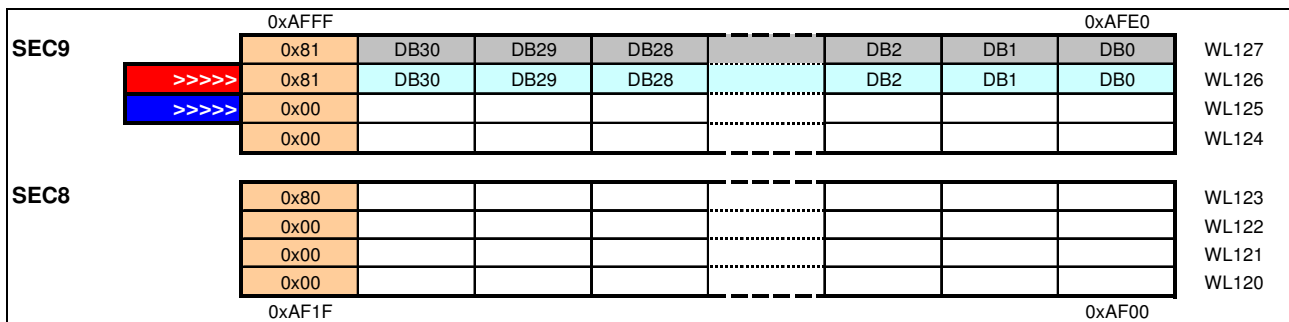 0xAFFF 0xAFE0
SEC9 0x81 DB30 DB29 DB28 DB2 DB1 DB0 WL127
>>>>> 0x81 DB30 DB29 DB28 DB2 DB1 DB0 WL126
>>>>> 0x00 WL125
0x00 WL124
SEC8 0x80 WL123
0x00 WL122
0x00 WL121
0x00 WL120
0xAF1F 0xAF00